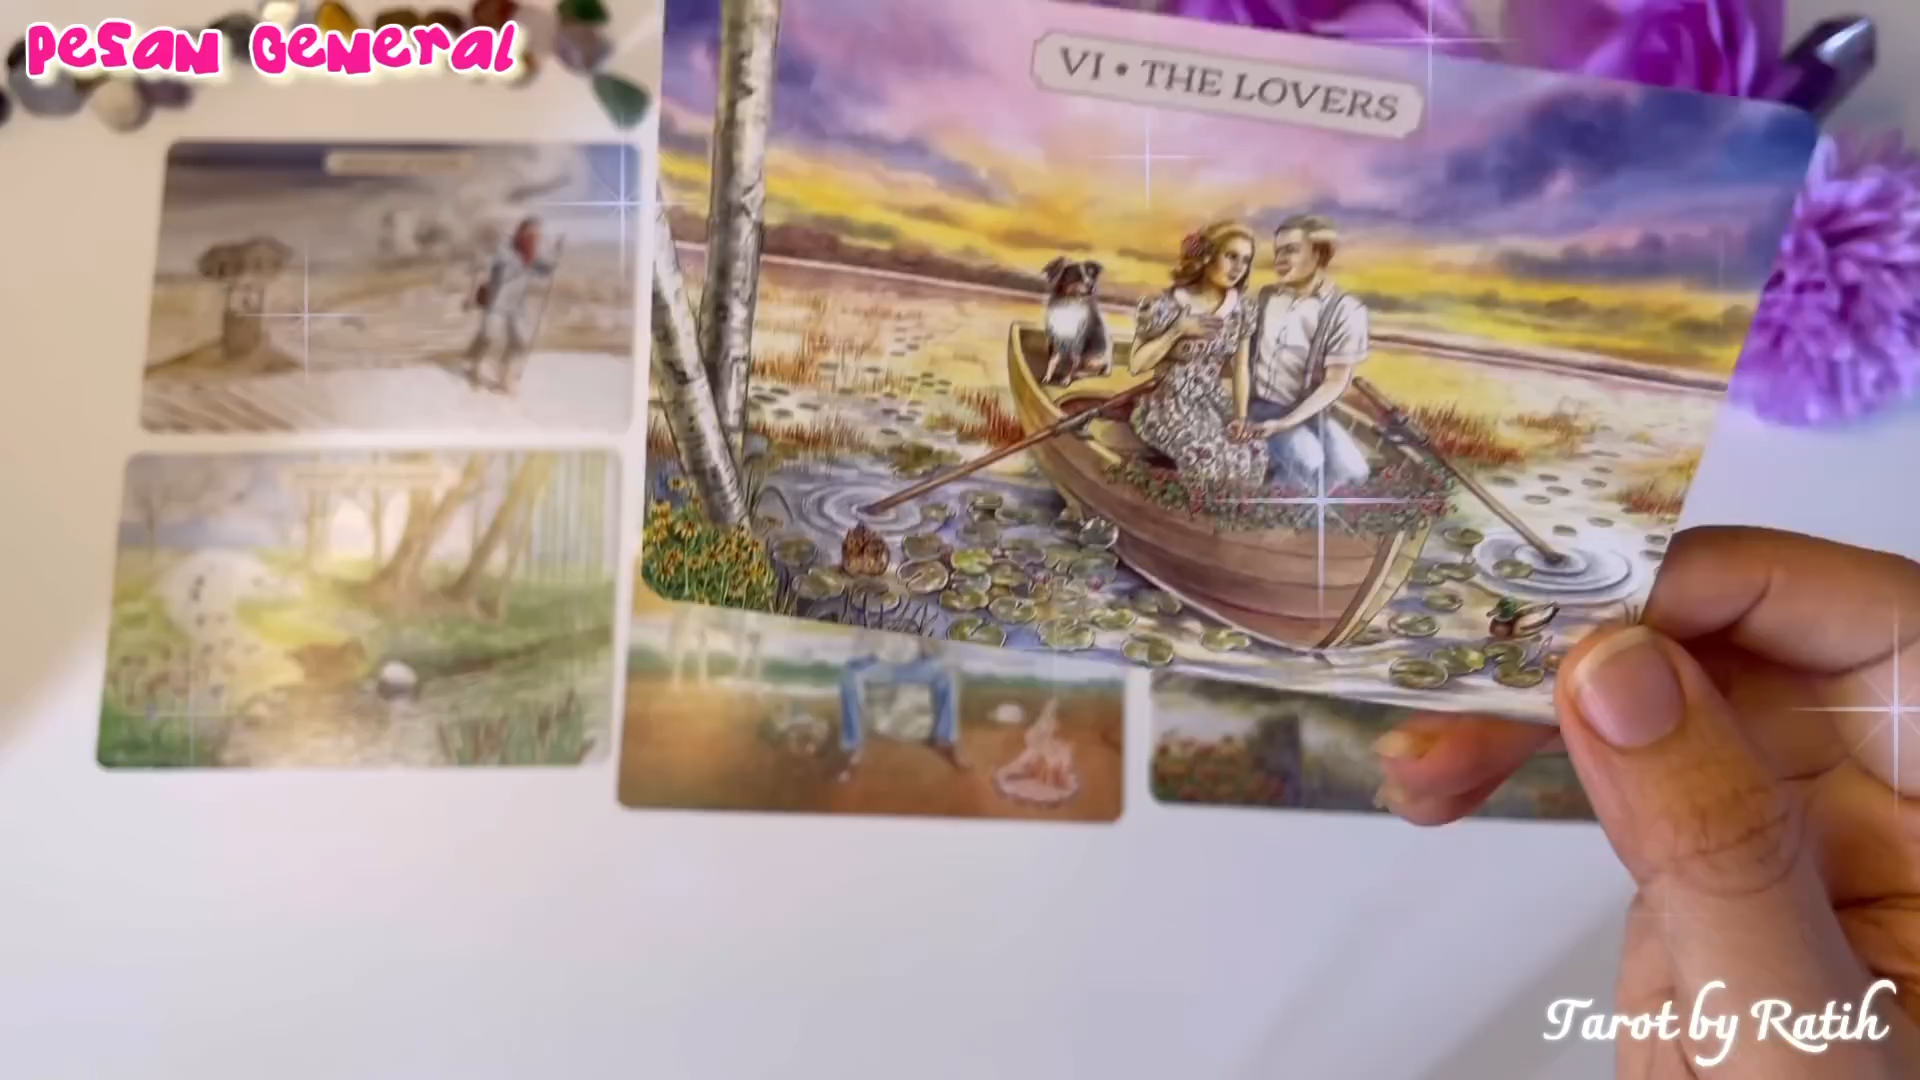 PESAN GENERAL
VI • THE LOVERS
Tarot by Ratih